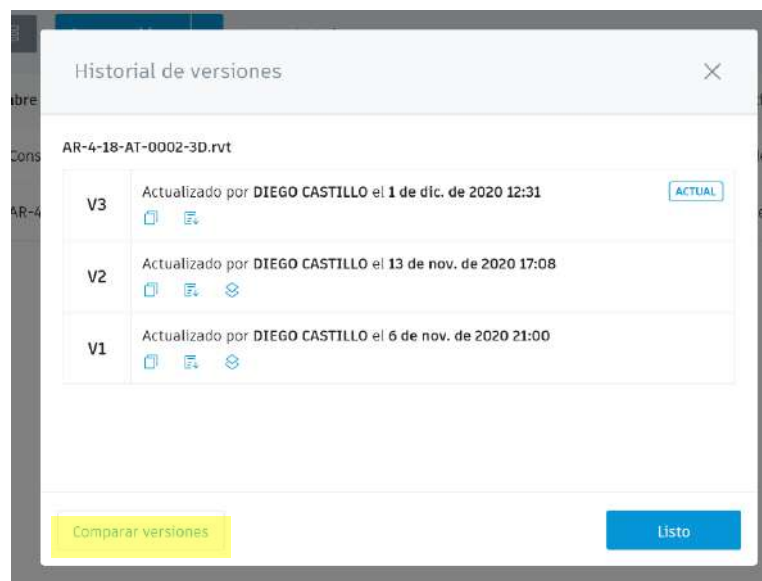 Historial de versiones
AR-4-18-AT-0002-3D.rvt
V3
Actualizado por DIEGO CASTILLO el 1 de dic. de 2020 12:31
ACTUAL
V2
Actualizado por DIEGO CASTILLO el 13 de nov. de 2020 17:08
V1
Actualizado por DIEGO CASTILLO el 6 de nov. de 2020 21:00
Comparar versiones
Listo